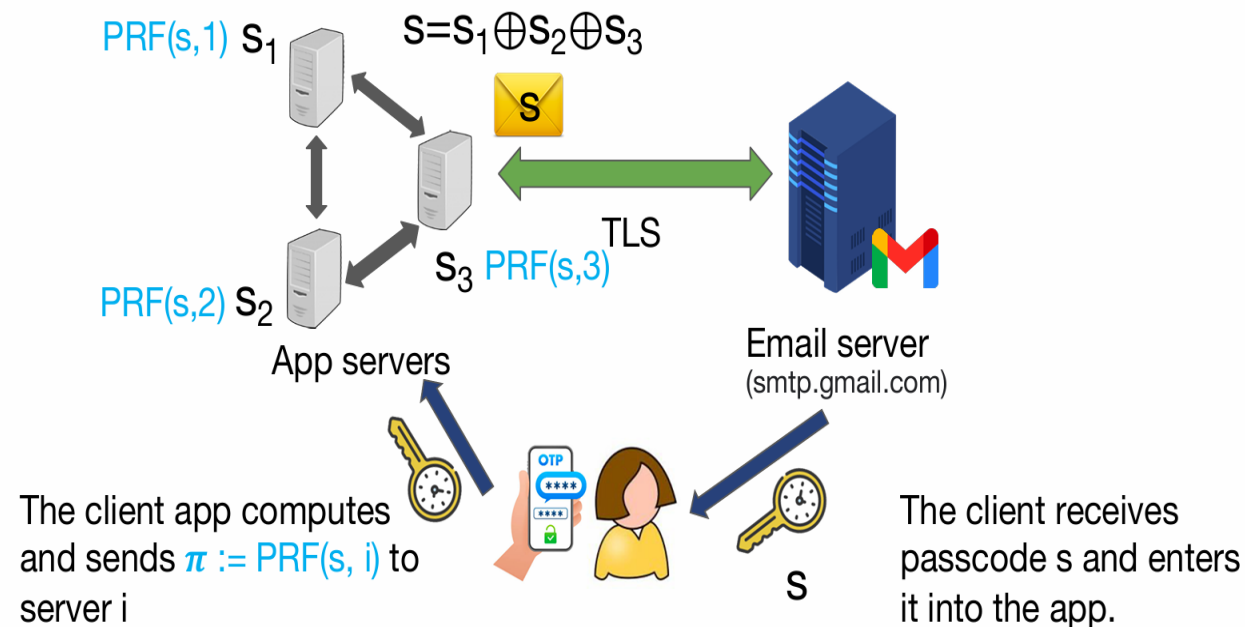 PRF(s,1) s₁
s=s₁⊕s₂⊕s₃
s
TLS
s₃ PRF(s,3)
PRF(s,2) s₂
App servers
Email server
(smtp.gmail.com)
OTP
****
****
The client app computes
and sends π := PRF(s, i) to
server i
s
The client receives
passcode s and enters
it into the app.